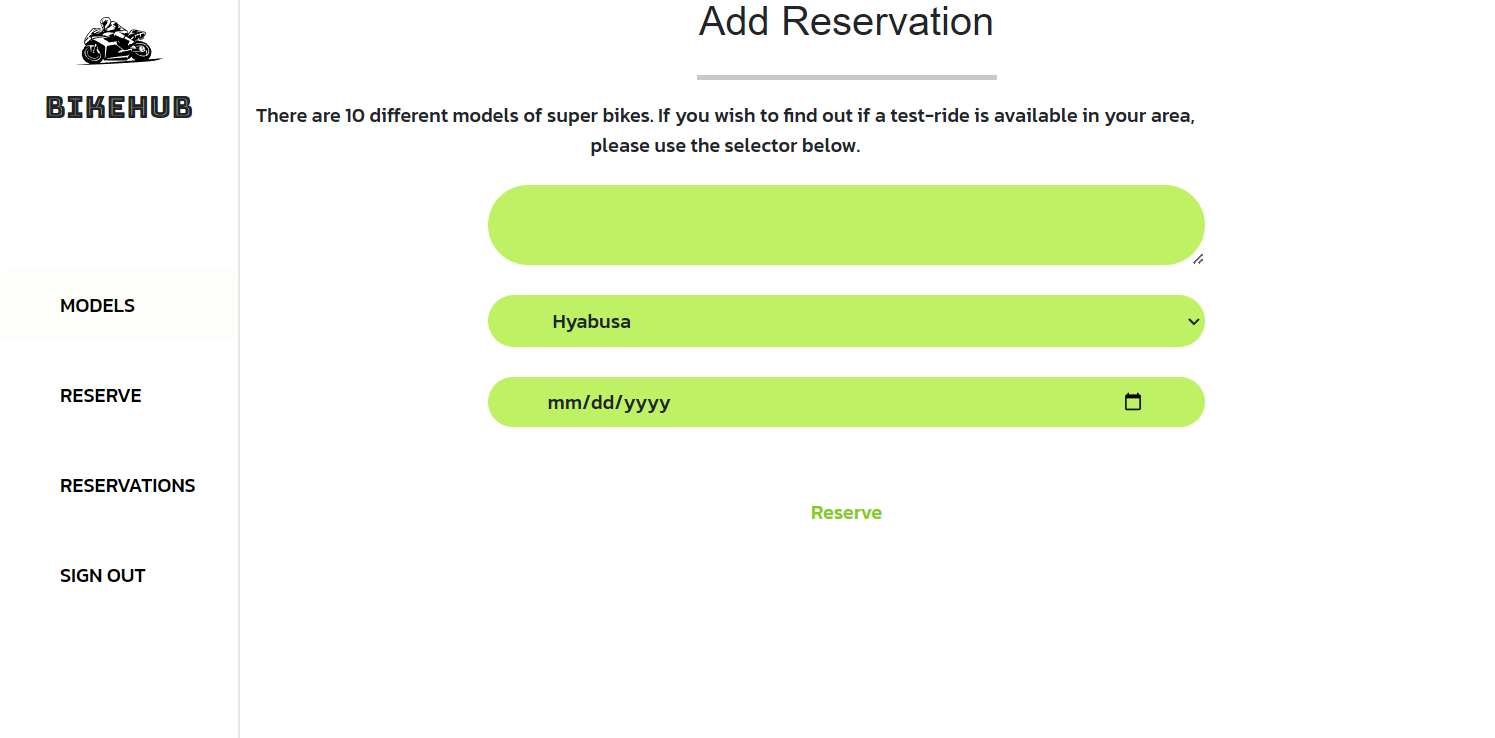 BIKEHUB
MODELS
RESERVE
RESERVATIONS
SIGN OUT
Add Reservation
There are 10 different models of super bikes. If you wish to find out if a test-ride is available in your area,
please use the selector below.
Hyabusa
mm/dd/yyyy
Reserve